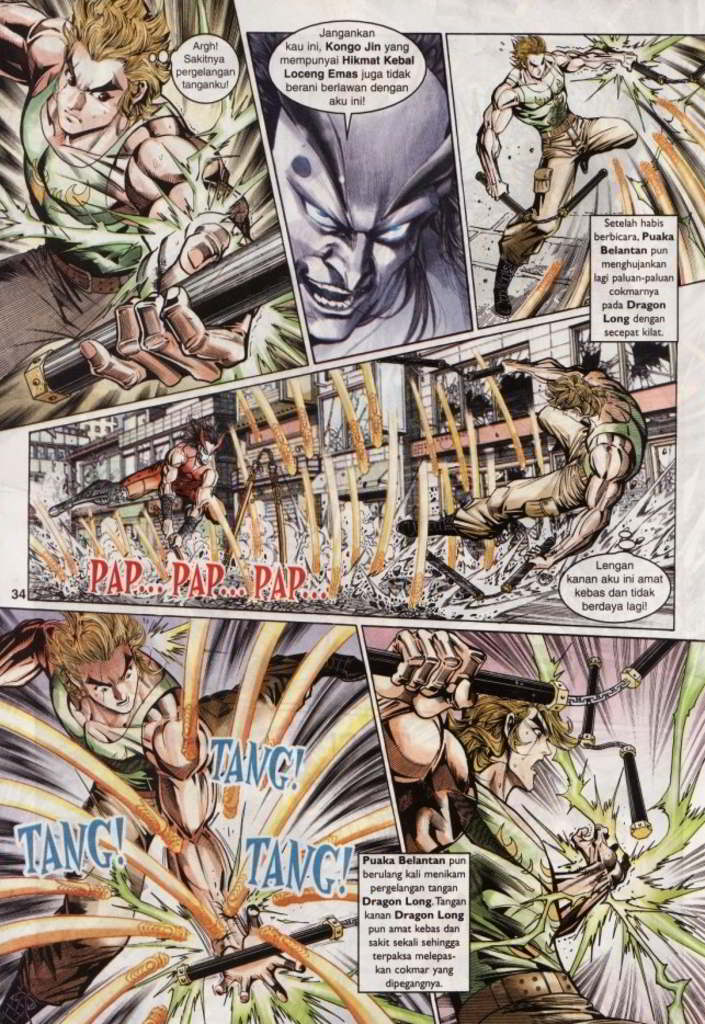 Argh!
Sakitnya
pergelangan
tanganku!
Jangankan
kau ini, Kongo Jin yang
mempunyai Hikmat Kebal
Loceng Emas juga tidak
berani berlawan dengan
aku ini!
Setelah habis
berbicara, Puaka
Belantan pun
menghujankan
lagi paluan-paluan
cokmarnya
pada Dragon
Long dengan
secepat kilat.
PAP... PAP... PAP...
Lengan
kanan aku ini amat
kebas dan tidak
berdaya lagi!
34
TANG!
TANG!
TANG!
Puaka Belantan pun
berulang kali menikam
pergelangan tangan
Dragon Long. Tangan
kanan Dragon Long
pun amat kebas dan
sakit sekali sehingga
terpaksa melepas-
kan cokmar yang
dipegangnya.